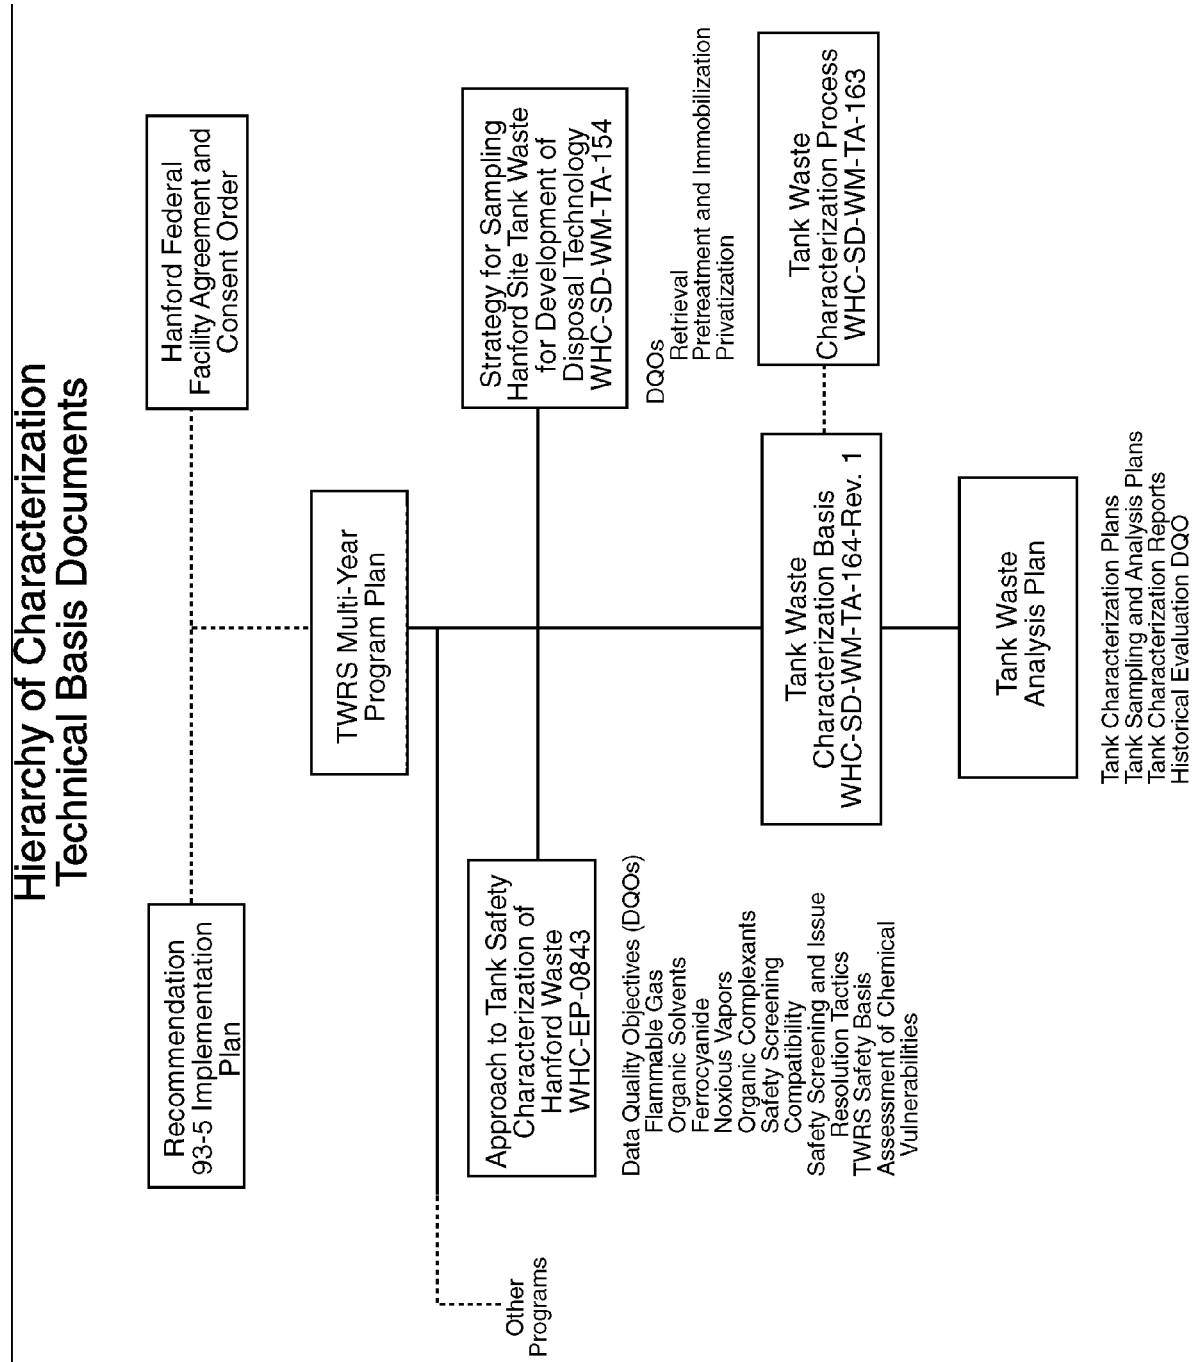 Hierarchy of Characterization
Technical Basis Documents
Recommendation
93-5 Implementation
Plan
Hanford Federal
Facility Agreement and
Consent Order
TWRS Multi-Year
Program Plan
Other
Programs
Approach to Tank Safety
Characterization of
Hanford Waste
WHC-EP-0843
Data Quality Objectives (DQOs)
Flammable Gas
Organic Solvents
Ferrocyanide
Noxious Vapors
Organic Complexants
Safety Screening
Compatibility
Safety Screening and Issue
Resolution Tactics
TWRS Safety Basis
Assessment of Chemical
Vulnerabilities
Strategy for Sampling
Hanford Site Tank Waste
for Development of
Disposal Technology
WHC-SD-WM-TA-154
DQOs
Retrieval
Pretreatment and Immobilization
Privatization
Tank Waste
Characterization Basis
WHC-SD-WM-TA-164-Rev. 1
Tank Waste
Characterization Process
WHC-SD-WM-TA-163
Tank Waste
Analysis Plan
Tank Characterization Plans
Tank Sampling and Analysis Plans
Tank Characterization Reports
Historical Evaluation DQO